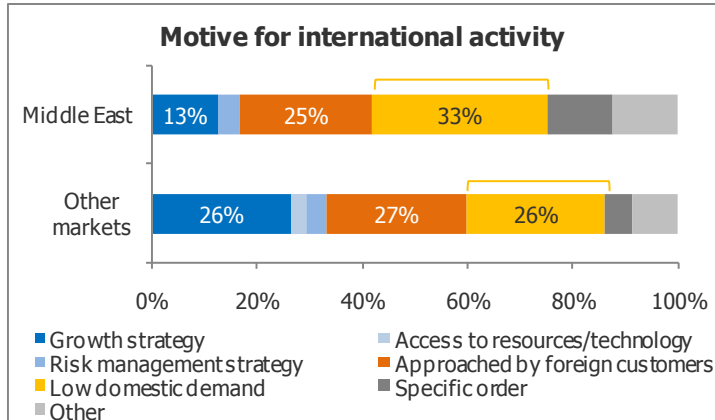 Motive for international activity
Middle East
13%
25%
33%
Other
markets
26%
27%
26%
0%
20%
40%
60%
80%
100%
Growth strategy
Access to resources/technology
Risk management strategy
Approached by foreign customers
Low domestic demand
Specific order
Other